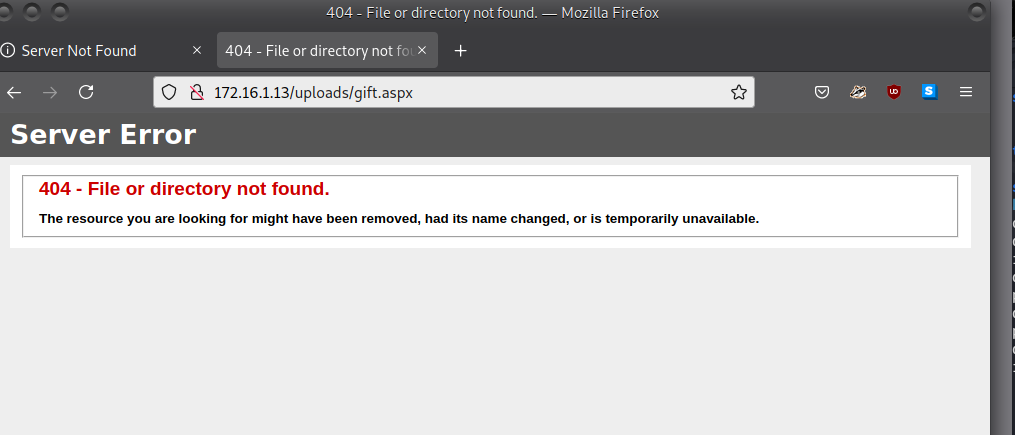 404 - File or directory not found. — Mozilla Firefox
Server Not Found
404 - File or directory not fou
172.16.1.13/uploads/gift.aspx
UD
S
Server Error
404 - File or directory not found.
The resource you are looking for might have been removed, had its name changed, or is temporarily unavailable.